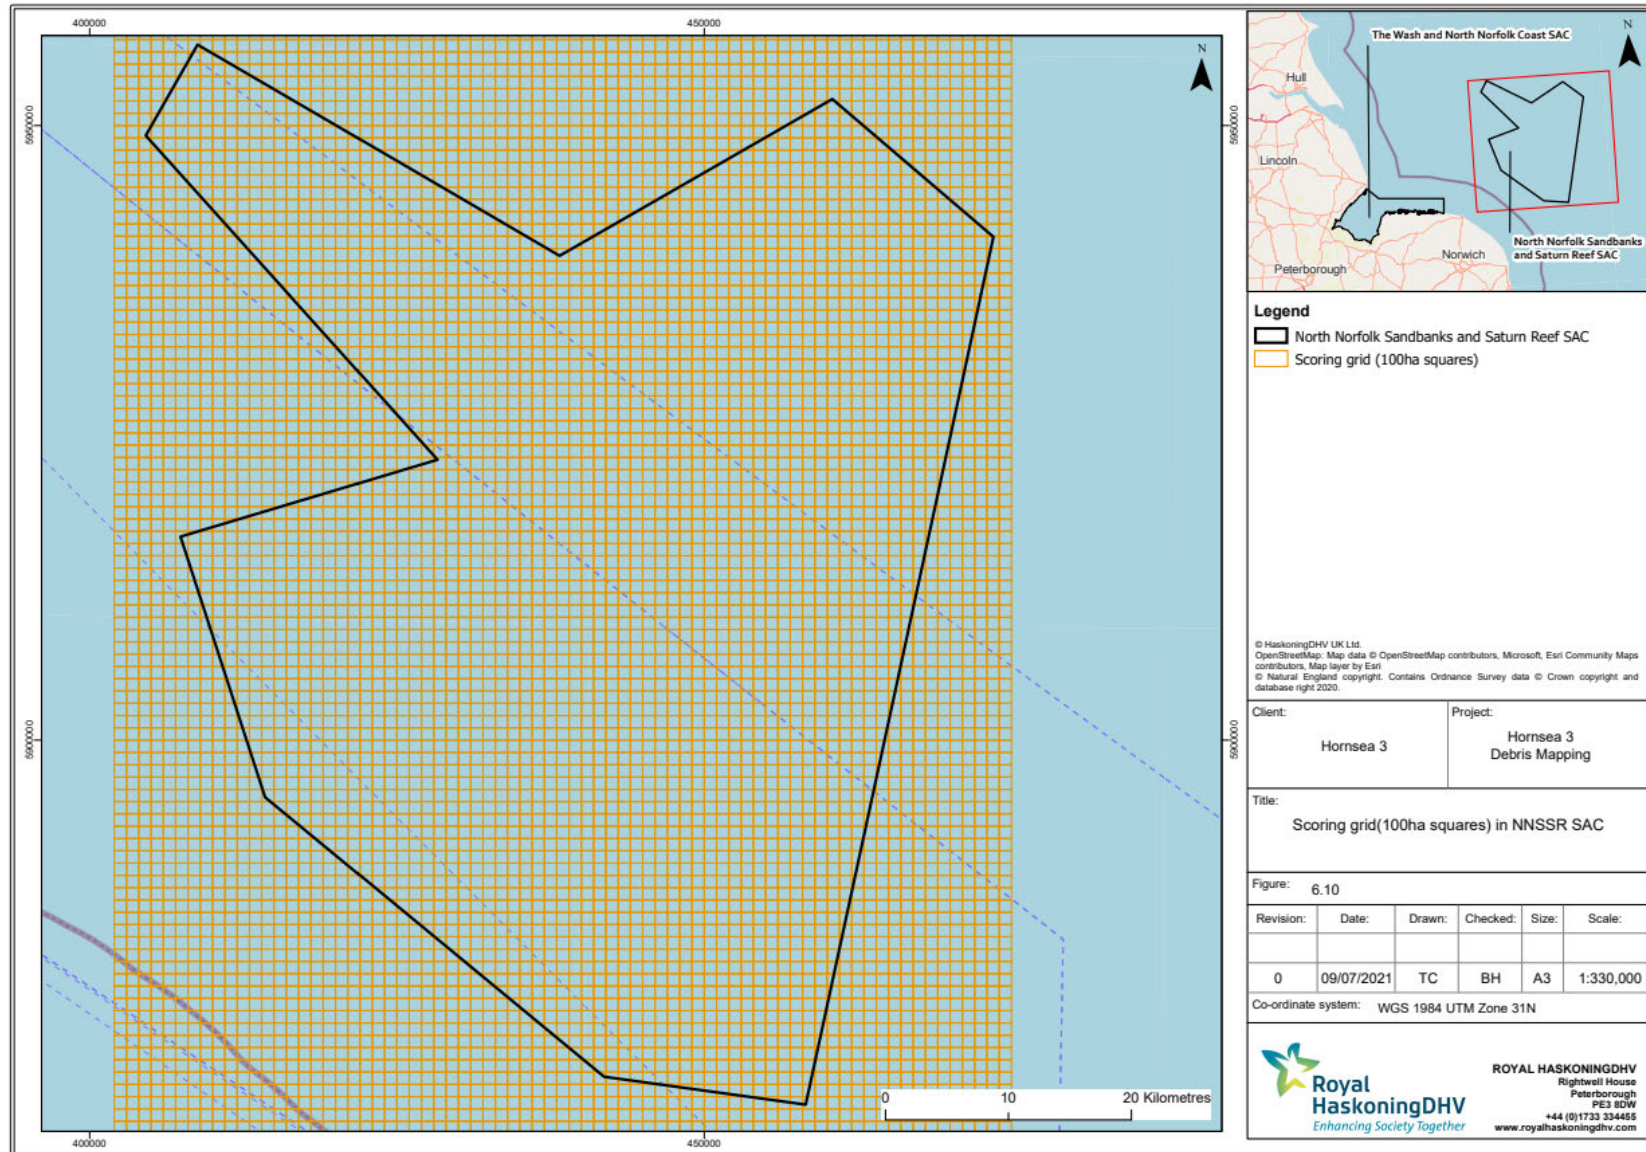 400000
450000
5950000
5950000
5900000
5900000
N
0
10
20 Kilometres
400000
450000
The Wash and North Norfolk Coast SAC
N
Hull
Lincoln
Norwich
Peterborough
North Norfolk Sandbanks
and Saturn Reef SAC
Legend
North Norfolk Sandbanks and Saturn Reef SAC
Scoring grid (100ha squares)
© HaskoningDHV UK Ltd.
OpenStreetMap: Map data © OpenStreetMap contributors, Microsoft, Esri Community Maps
contributors, Map layer by Esri
© Natural England copyright. Contains Ordnance Survey data © Crown copyright and
database right 2020.
Client:
Hornsea 3
Project:
Hornsea 3
Debris Mapping
Title:
Scoring grid(100ha squares) in NNSSR SAC
Figure: 6.10
Revision: Date: Drawn: Checked: Size: Scale:
0 09/07/2021 TC BH A3 1:330,000
Co-ordinate system: WGS 1984 UTM Zone 31N
Royal
HaskoningDHV
Enhancing Society Together
ROYAL HASKONINGDHV
Rightwell House
Peterborough
PE3 8DW
+44 (0)1733 334455
www.royalhaskoningdhv.com